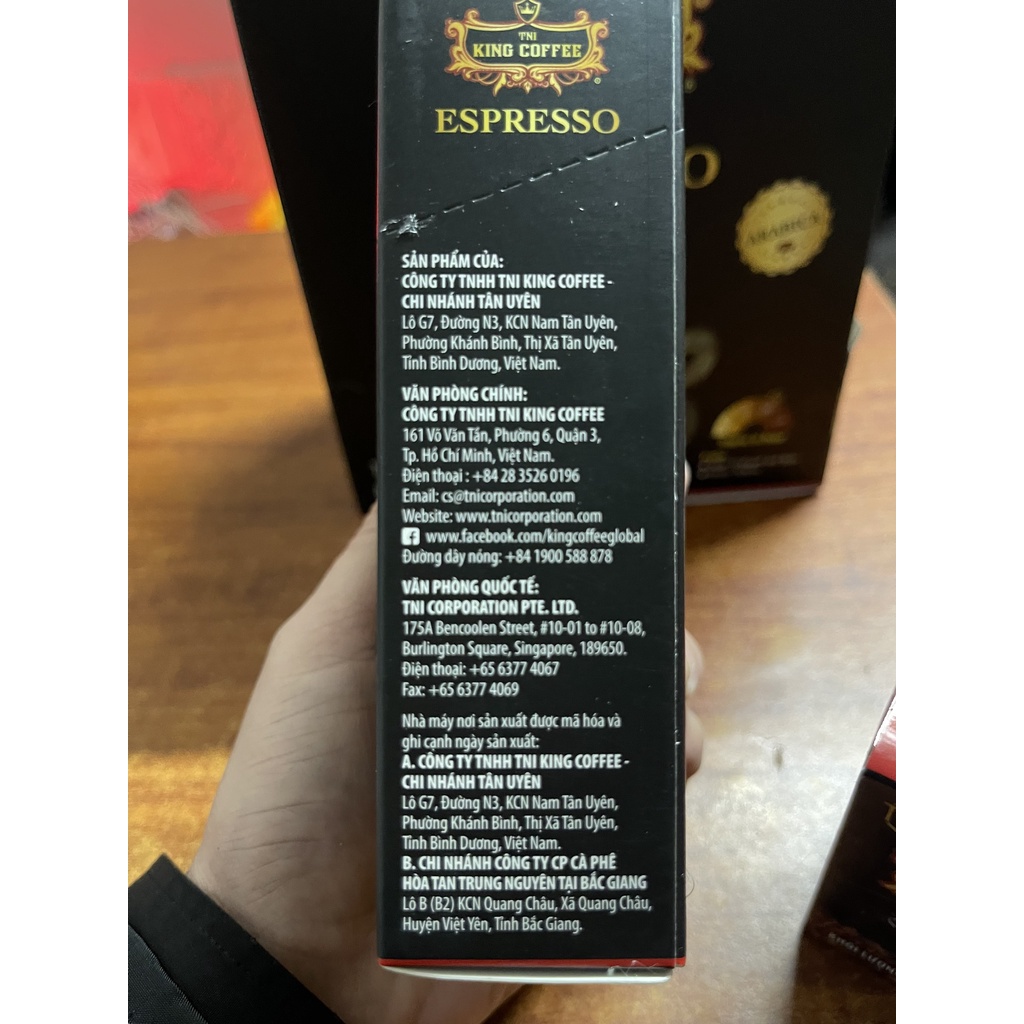 TNI
KING COFFEE
ESPRESSO
SẢN PHẨM CỦA:
CÔNG TY TNHH TNI KING COFFEE -
CHI NHÁNH TÂN UYÊN
Lô G7, Đường N3, KCN Nam Tân Uyên,
Phường Khánh Bình, Thị Xã Tân Uyên,
Tỉnh Bình Dương, Việt Nam.
VĂN PHÒNG CHÍNH:
CÔNG TY TNHH TNI KING COFFEE
161 Võ Văn Tần, Phường 6, Quận 3,
Tp. Hồ Chí Minh, Việt Nam.
Điện thoại : +84 28 3526 0196
Email: cs@tnicorporation.com
Website: www.tnicorporation.com
www.facebook.com/kingcoffeeglobal
Đường dây nóng: +84 1900 588 878
VĂN PHÒNG QUỐC TẾ:
TNI CORPORATION PTE. LTD.
175A Bencoolen Street, #10-01 to #10-08,
Burlington Square, Singapore, 189650.
Điện thoại: +65 6377 4067
Fax: +65 6377 4069
Nhà máy nơi sản xuất được mã hóa và
ghi cạnh ngày sản xuất:
A. CÔNG TY TNHH TNI KING COFFEE -
CHI NHÁNH TÂN UYÊN
Lô G7, Đường N3, KCN Nam Tân Uyên,
Phường Khánh Bình, Thị Xã Tân Uyên,
Tỉnh Bình Dương, Việt Nam.
B. CHI NHÁNH CÔNG TY CP CÀ PHÊ
HÒA TAN TRUNG NGUYÊN TẠI BẮC GIANG
Lô B (B2) KCN Quang Châu, Xã Quang Châu,
Huyện Việt Yên, Tỉnh Bắc Giang.
O
ARABICA
KHỐI LƯỢN